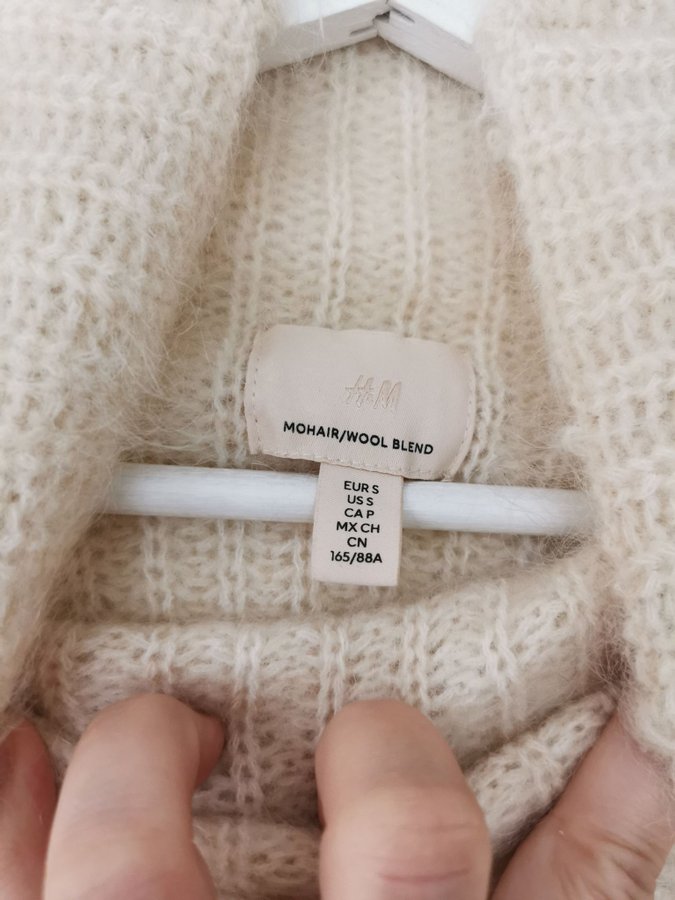 H&M
MOHAIR/WOOL BLEND
EUR S
US S
CA P
MX CH
CN
165/88A